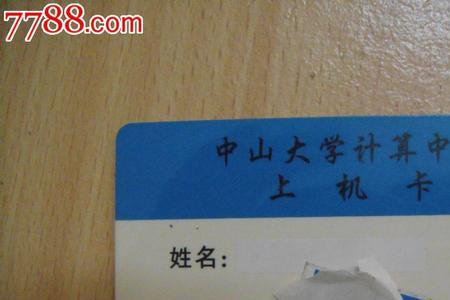 7788.com
中山大学计算中
上 机 卡
姓名: